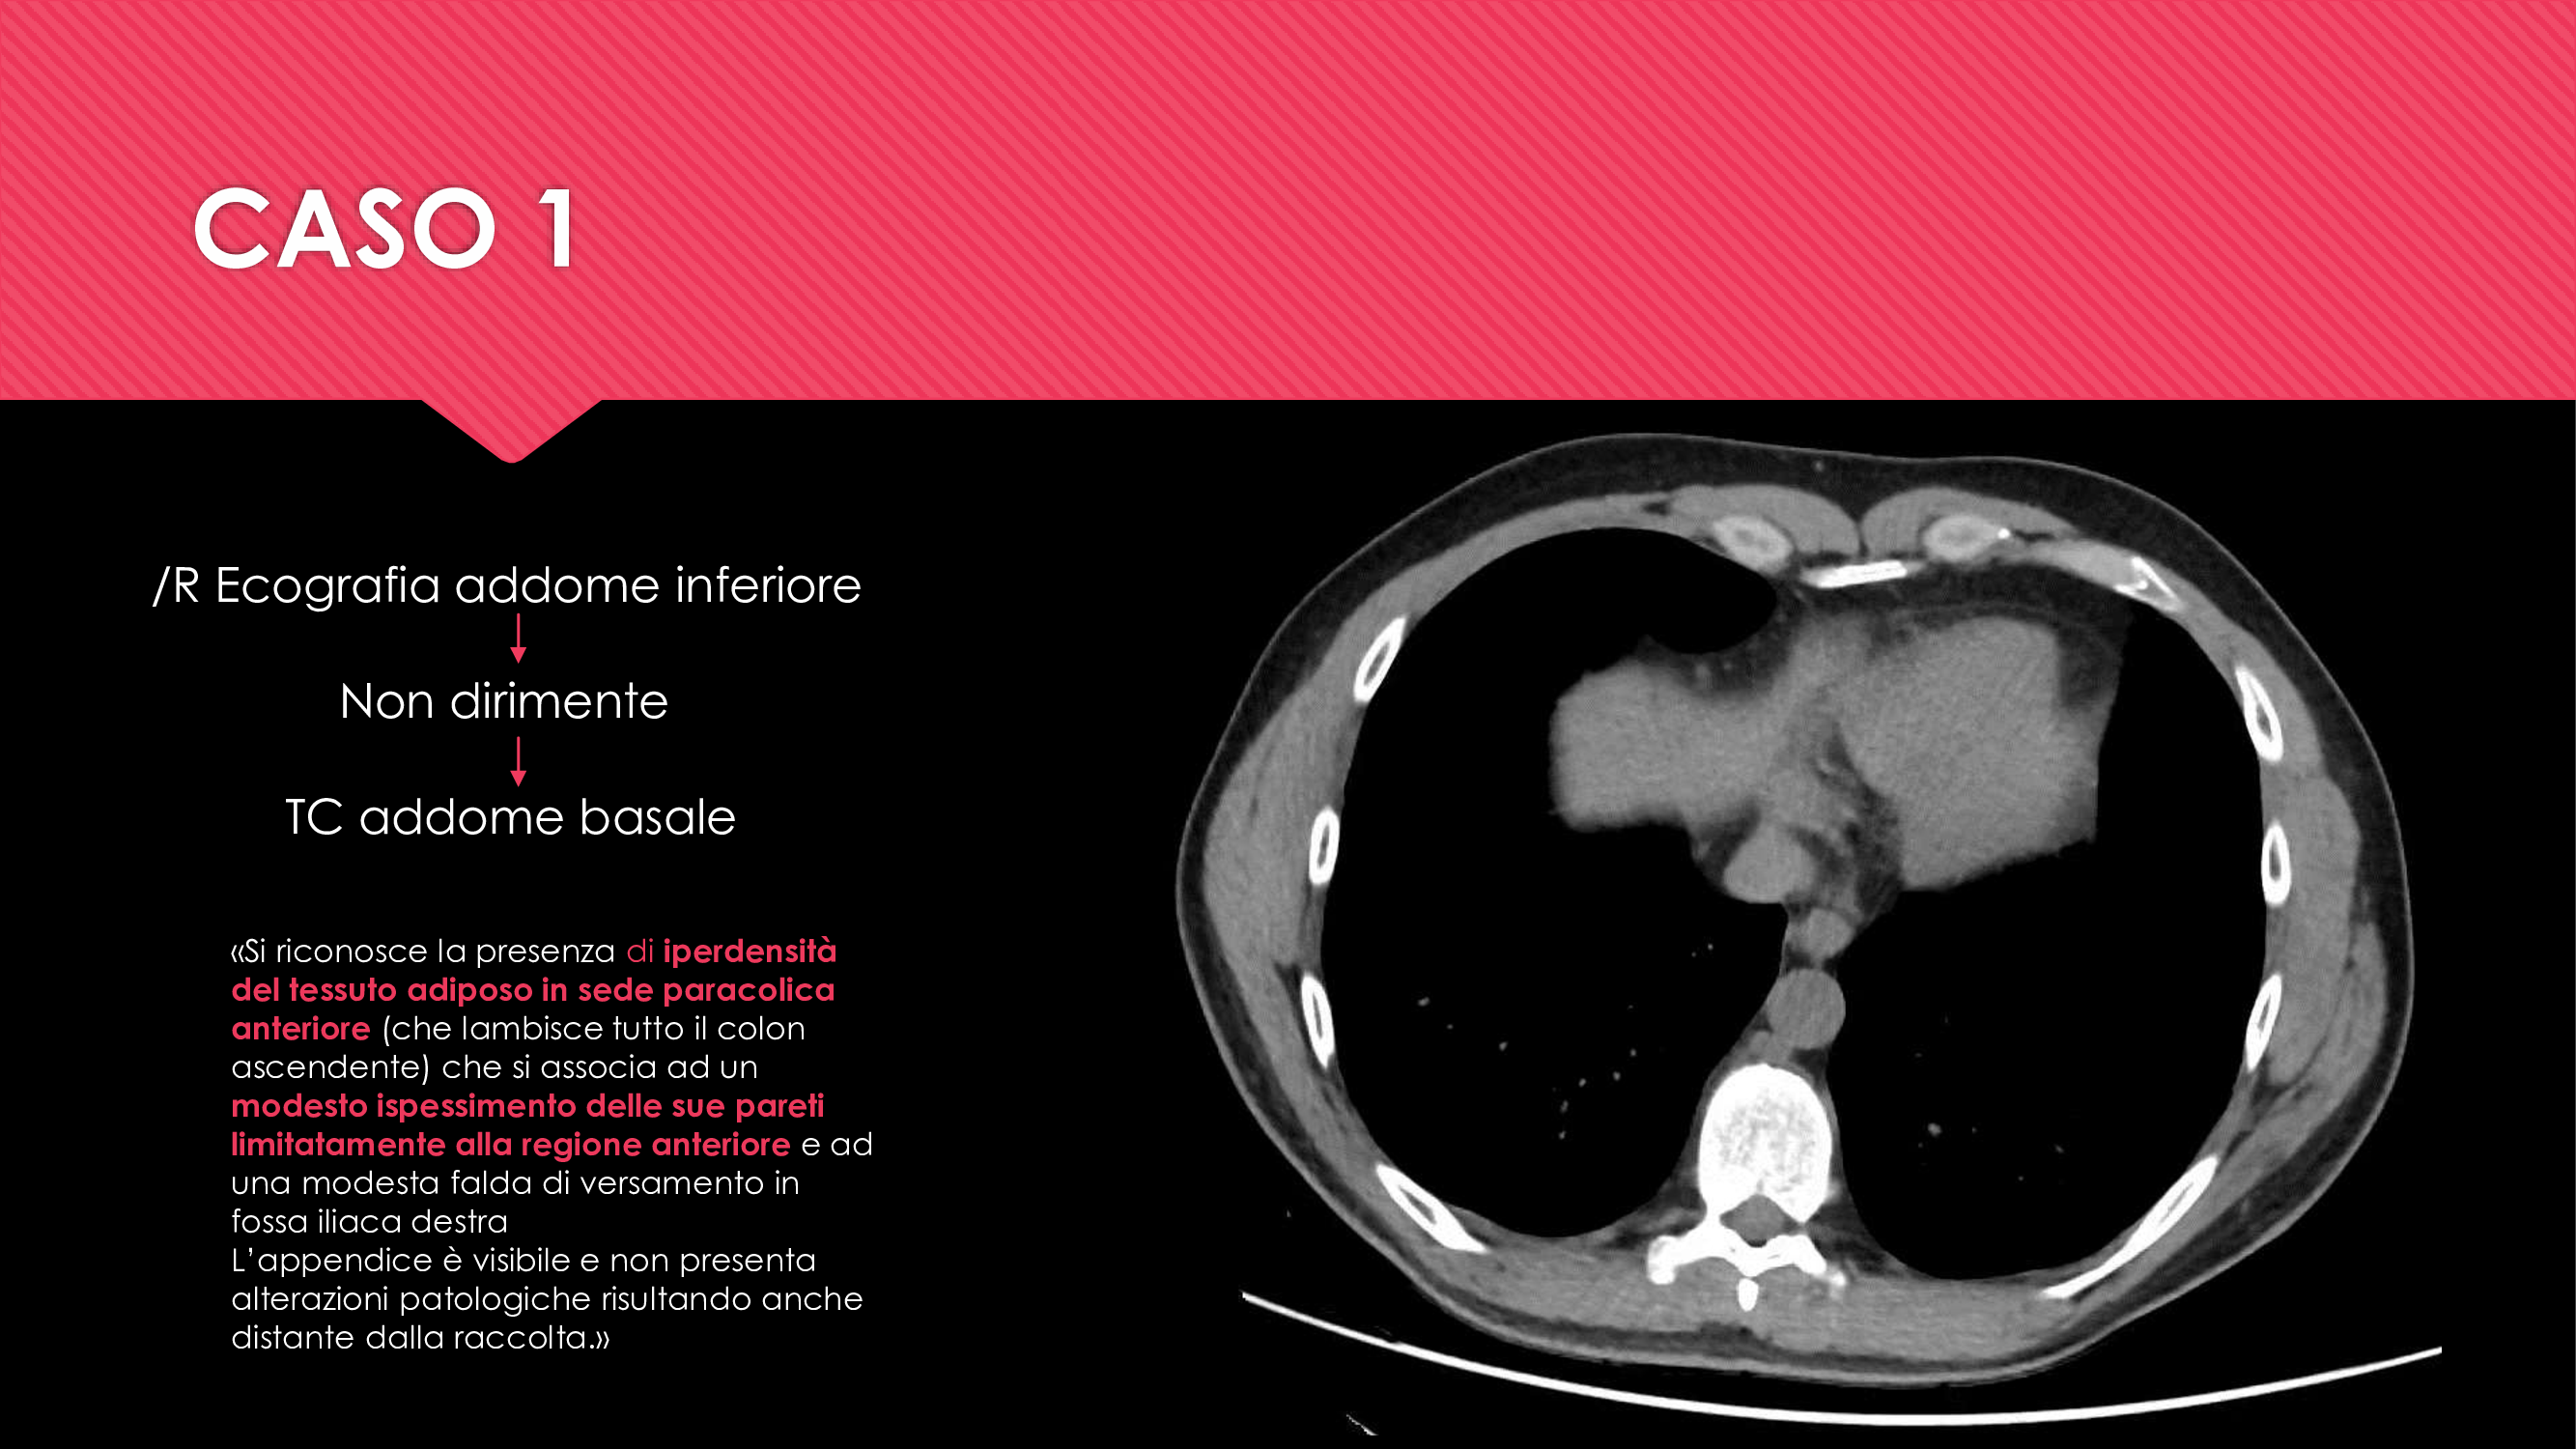 CASO 1
/R Ecografia addome inferiore
Non dirimente
TC addome basale
«Si riconosce la presenza di iperdensità
del tessuto adiposo in sede paracolica
anteriore (che lambisce tutto il colon
ascendente) che si associa ad un
modesto ispessimento delle sue pareti
limitatamente alla regione anteriore e ad
una modesta falda di versamento in
fossa iliaca destra
L’appendice è visibile e non presenta
alterazioni patologiche risultando anche
distante dalla raccolta.»